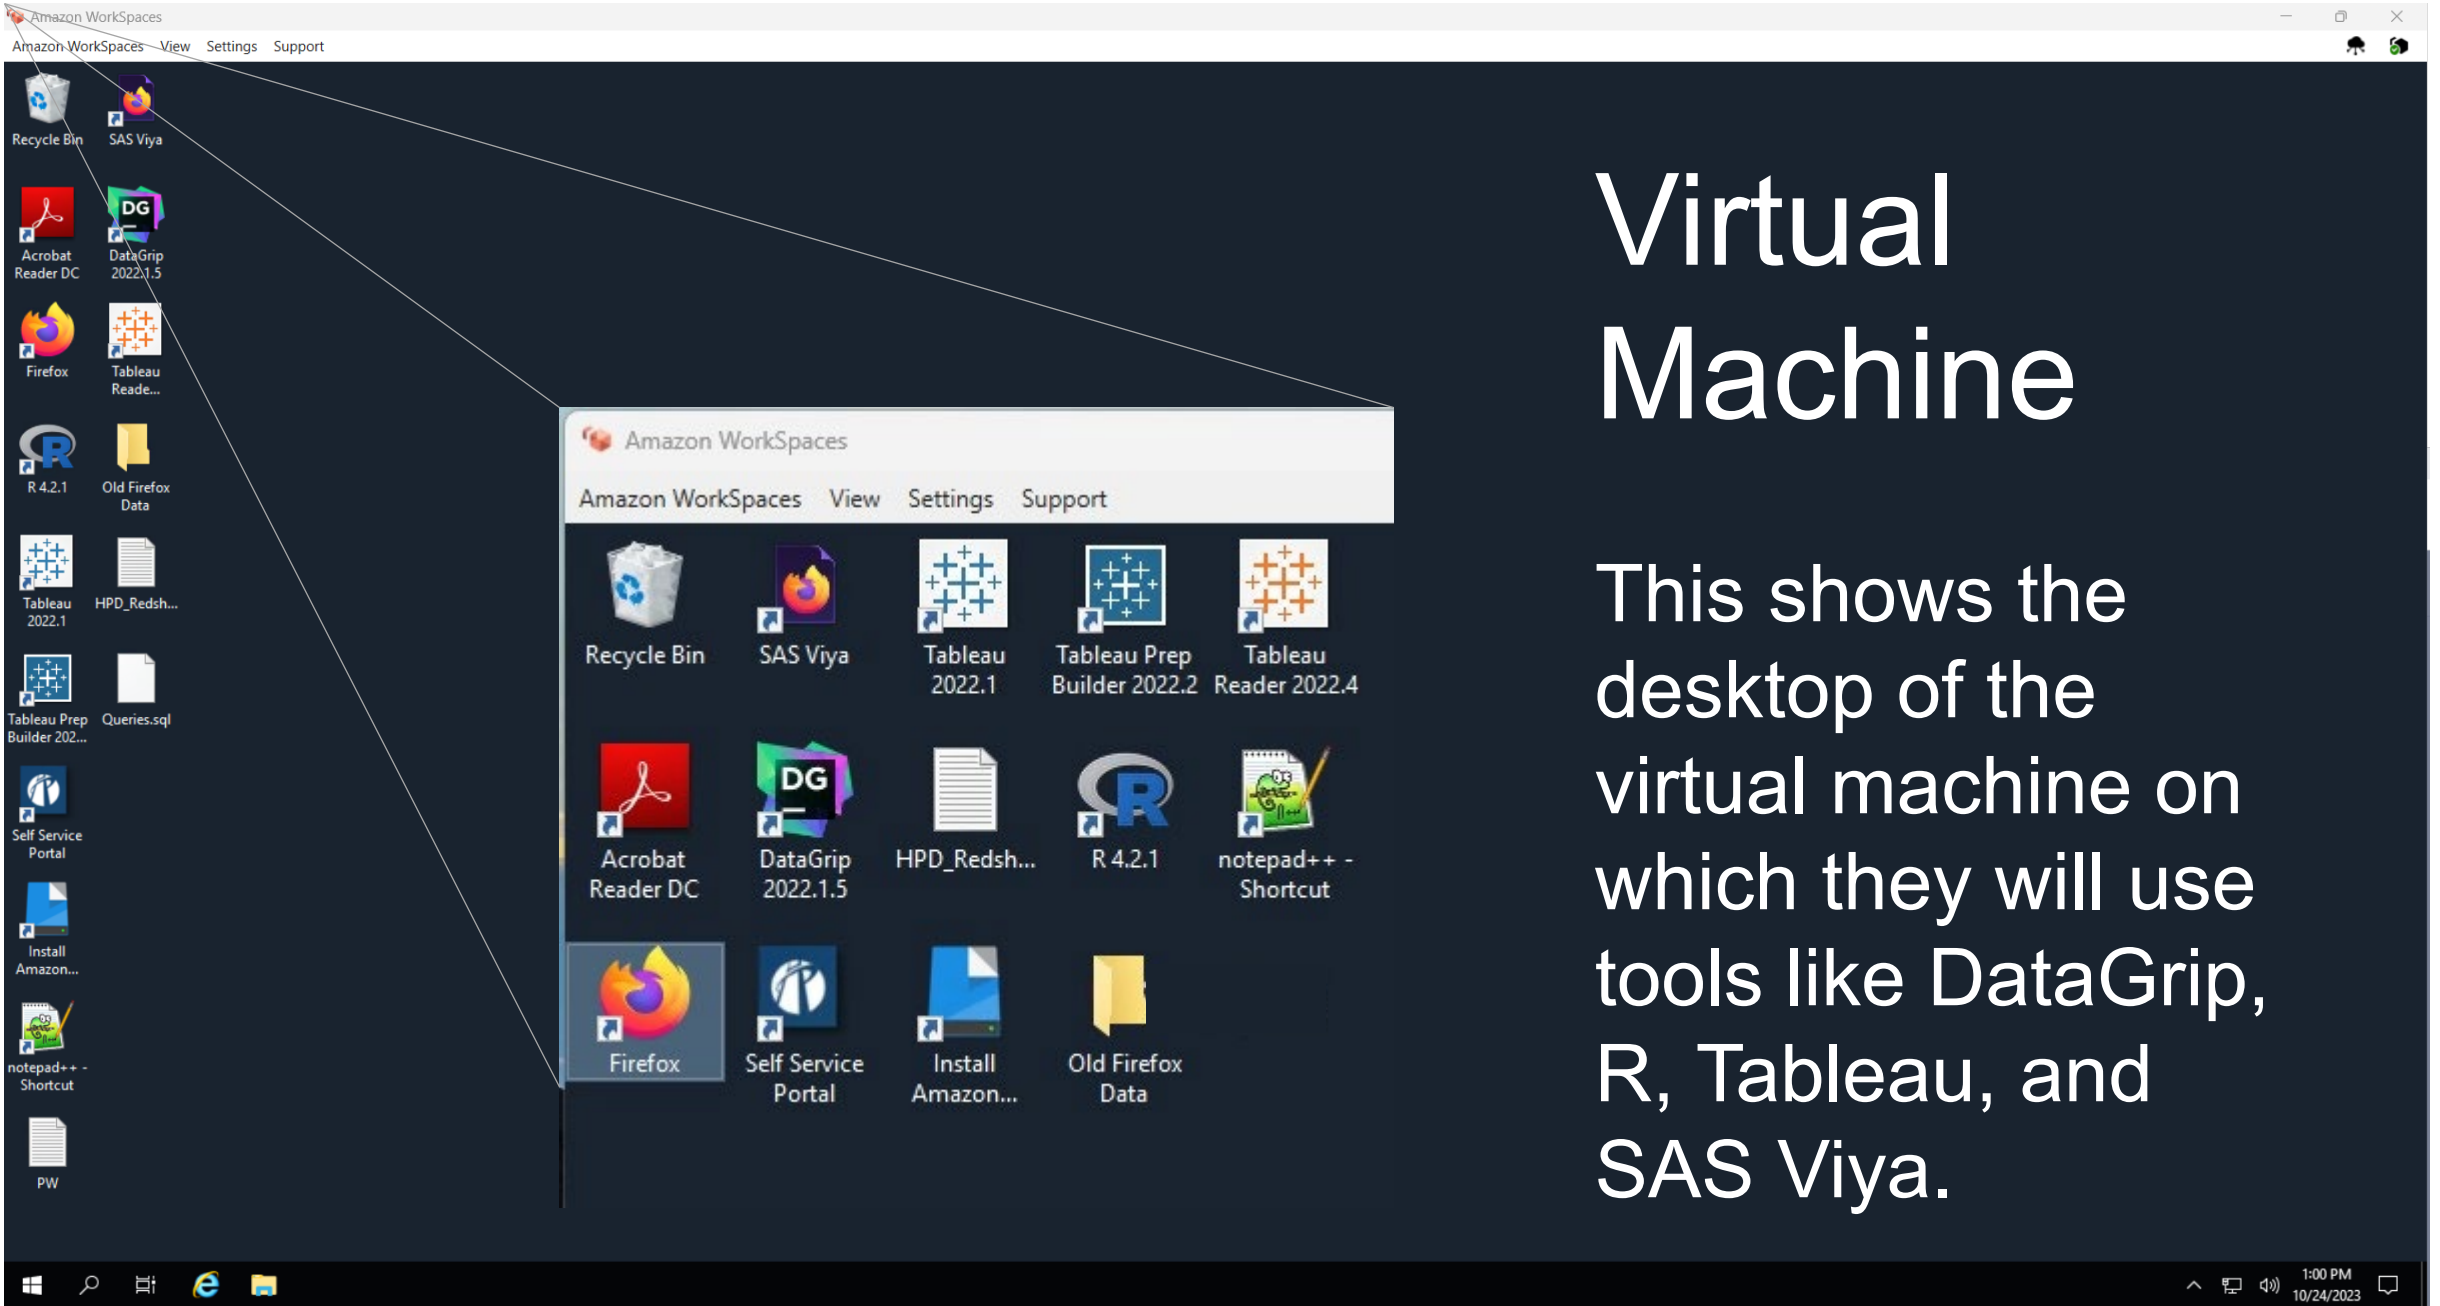 Amazon WorkSpaces
Amazon WorkSpaces View Settings Support
Recycle Bin SAS Viya
Acrobat DataGrip
Reader DC 2022.1.5
Firefox Tableau
Reade...
R 4.2.1 Old Firefox
Data
Tableau HPD_Redsh...
2022.1
Tableau Prep Queries.sql
Builder 202...
Self Service
Portal
Install
Amazon...
notepad++ -
Shortcut
PW
Amazon WorkSpaces
Amazon WorkSpaces View Settings Support
Recycle Bin SAS Viya Tableau Tableau Prep Tableau
2022.1 Builder 2022.2 Reader 2022.4
DG
Acrobat DataGrip HPD_Redsh... R 4.2.1 notepad++ -
Reader DC 2022.1.5 Shortcut
Firefox Self Service Install Old Firefox
Portal Amazon... Data
Virtual
Machine
This shows the
desktop of the
virtual machine on
which they will use
tools like DataGrip,
R, Tableau, and
SAS Viya.
1:00 PM
10/24/2023